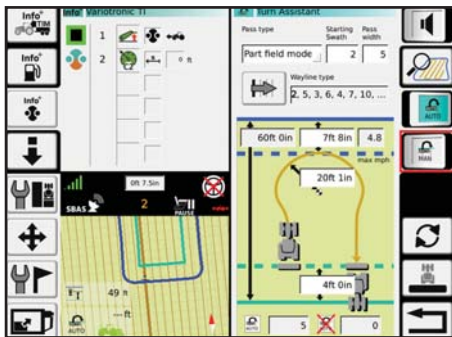 Info°
TIM
Info°
Info°
Info° Variotronic TI
1
2
0 ft
SBAS
0ft 7.5in
2
PAUSE
49 ft
--- ft
AUTO
Turn Assistant
Pass type
Starting Swath
Pass width
Part field mode
2
5
Wayline type
2, 5, 3, 6, 4, 7, 10, ...
60ft 0in
7ft 8in
4.8
max mph
20ft 1in
4ft 0in
5
0
AUTO
MAN